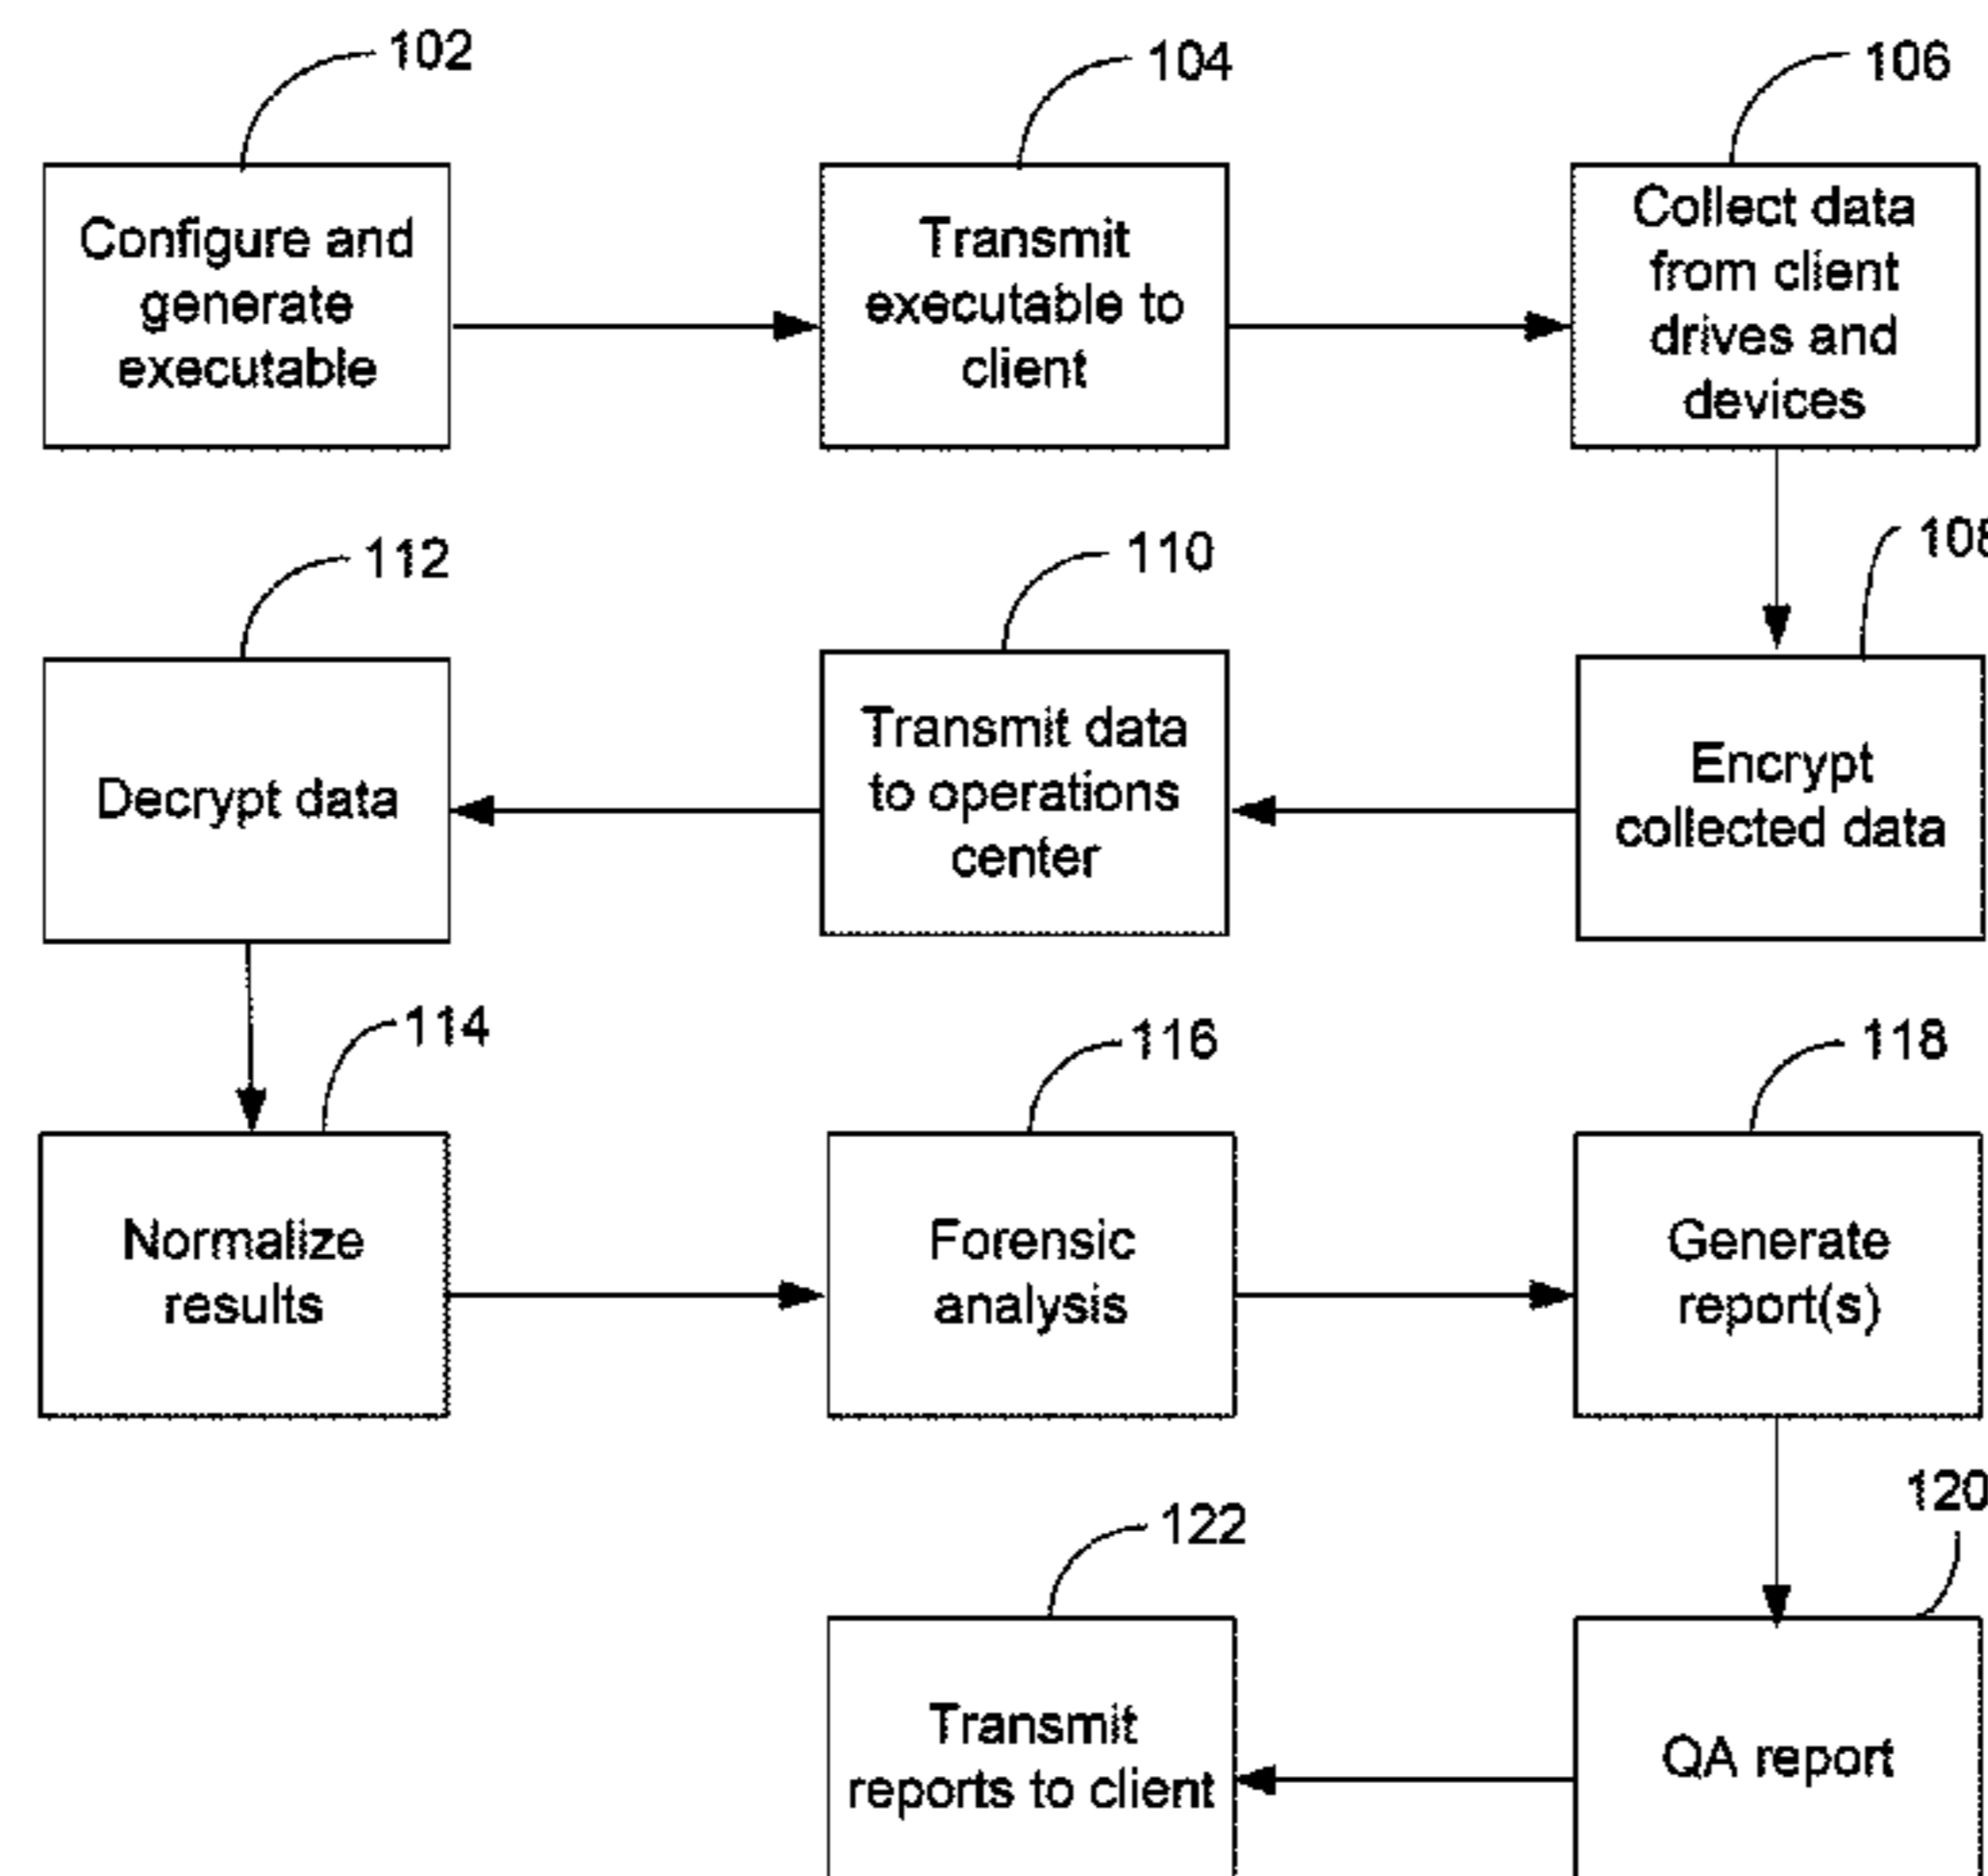 102
104
106
Configure and
generate
executable
Transmit
executable to
client
Collect data
from client
drives and
devices
112
110
108
Decrypt data
Transmit data
to operations
center
Encrypt
collected data
114
116
118
Normalize
results
Forensic
analysis
Generate
report(s)
122
120
Transmit
reports to client
QA report